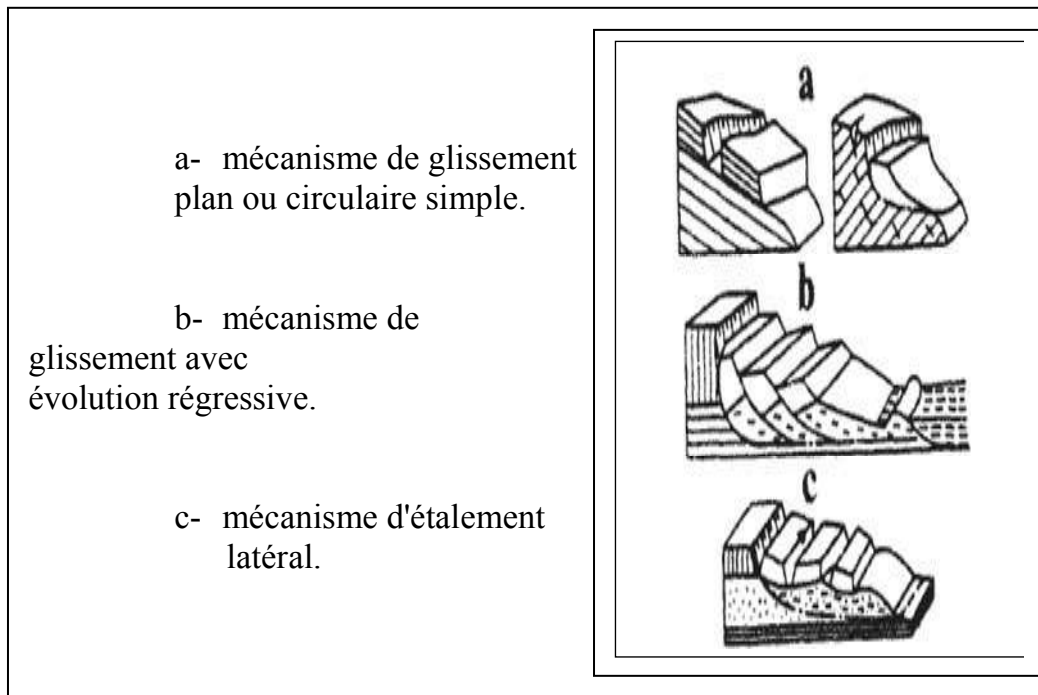 a- mécanisme de glissement
plan ou circulaire simple.
b- mécanisme de
glissement avec
évolution régressive.
c- mécanisme d'étalement
latéral.
a
b
c